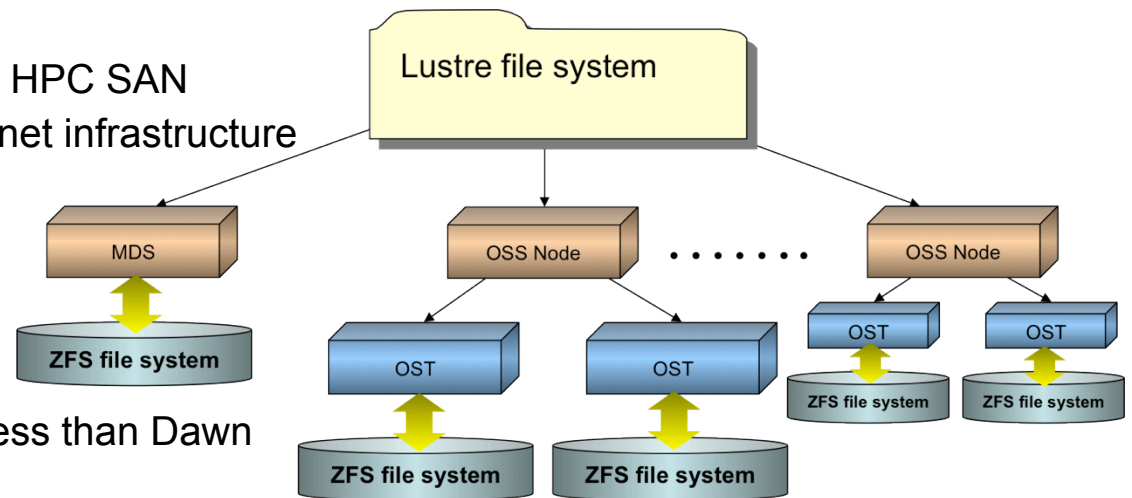 Lustre file system
HPC SAN
net infrastructure
MDS
OSS Node
.......
OSS Node
OST
OST
OST
OST
ZFS file system
ZFS file system
ZFS file system
ess than Dawn
ZFS file system
ZFS file system